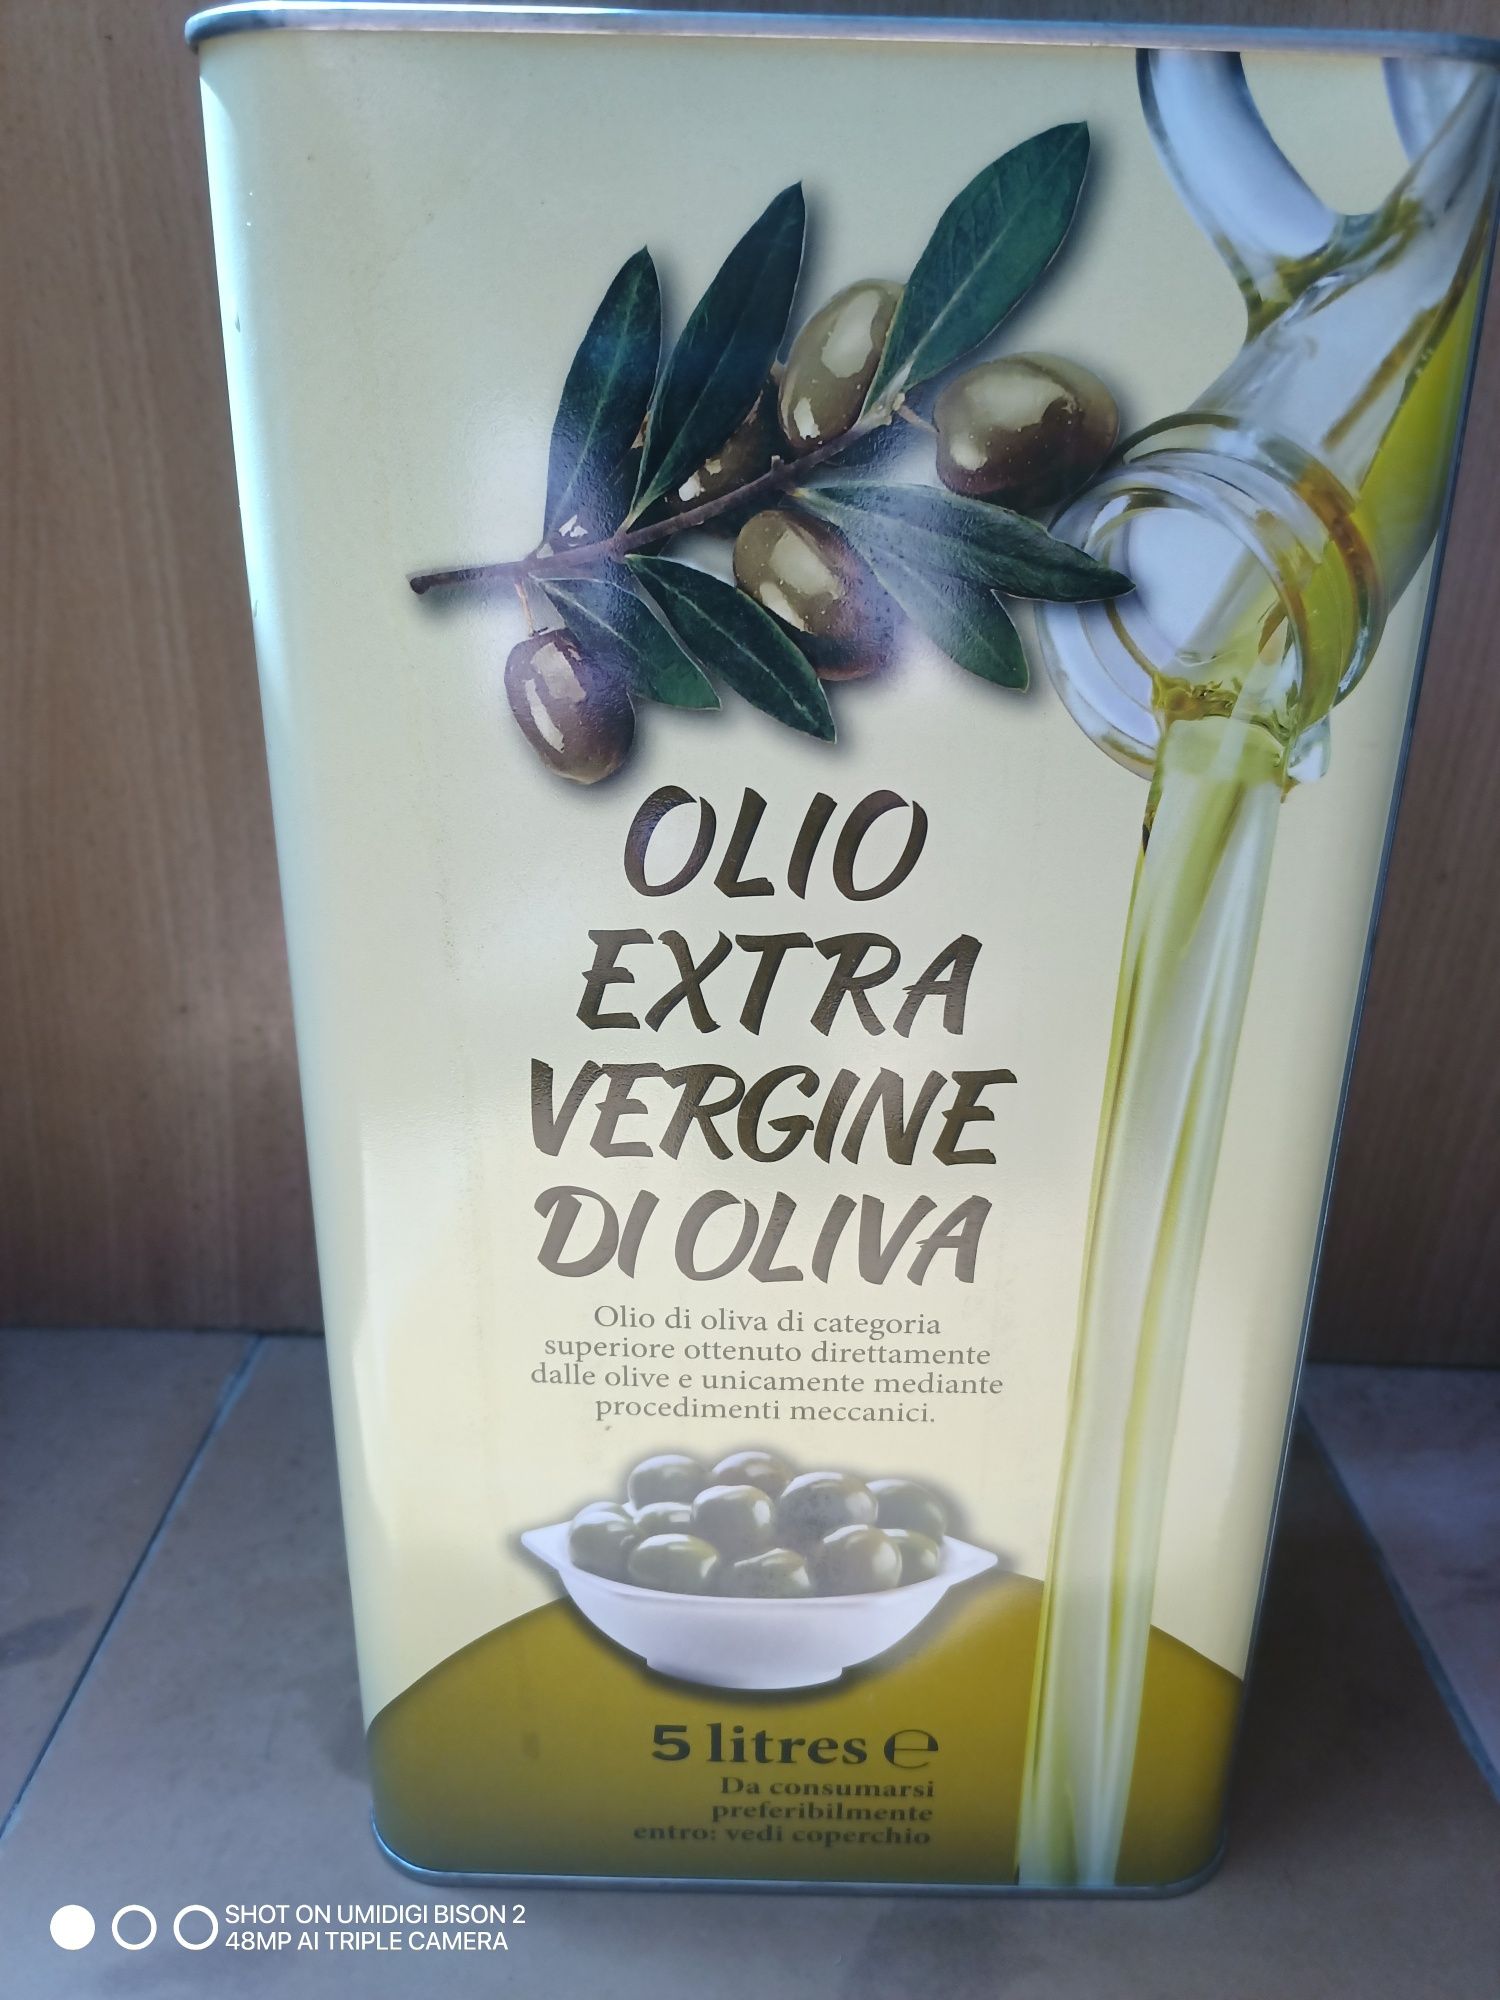 OLIO
EXTRA
VERGINE
DI OLIVA
Olio di oliva di categoria
superiore ottenuto direttamente
dalle olive e unicamente mediante
procedimenti meccanici.
5 litres ℮
Da consumarsi
preferibilmente
entro: vedi coperchio
SHOT ON UMIDIGI BISON 2
48MP AI TRIPLE CAMERA